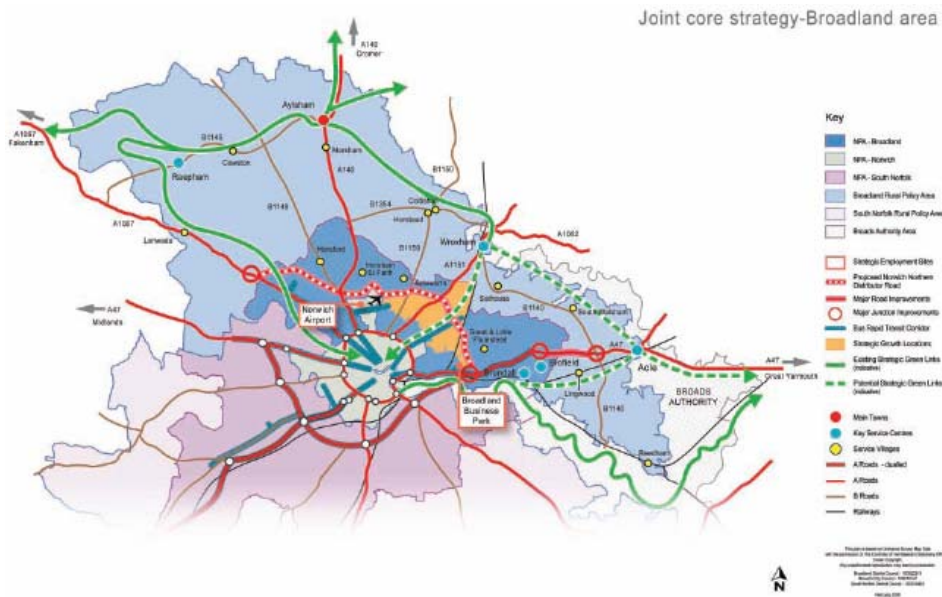 Joint core strategy-Broadland area
A140
Cromer
Aylsham
A1067
Fakenham
B1145
Cawston
Reepham
Marsham
A140
B1150
B1149
B1354
Coltishall
Horstead
Lenwade
A1067
Horsford
Horsham
St Faith
B1150
Wroxham
A1062
A1151
Salhouse
B1140
A47
Midlands
Norwich
Airport
Great & Little
Plumstead
A47
Blofield
Acle
A47
Great Yarmouth
Brundall
Lingwood
BROADS
AUTHORITY
Broadland
Business
Park
B1140
Reedham
Key
NPA - Broadland
NPA - Norwich
NPA - South Norfolk
Broadland Rural Policy Area
South Norfolk Rural Policy Area
Broads Authority Area
Strategic Employment Sites
Proposed Norwich Northern
Distributor Road
Major Road Improvements
Major Junction Improvements
Bus Rapid Transit Corridor
Strategic Growth Locations
Existing Strategic Green Links
(indicative)
Potential Strategic Green Links
(indicative)
Main Towns
Key Service Centres
Service Villages
A Roads - dualled
A Roads
B Roads
Railways
N